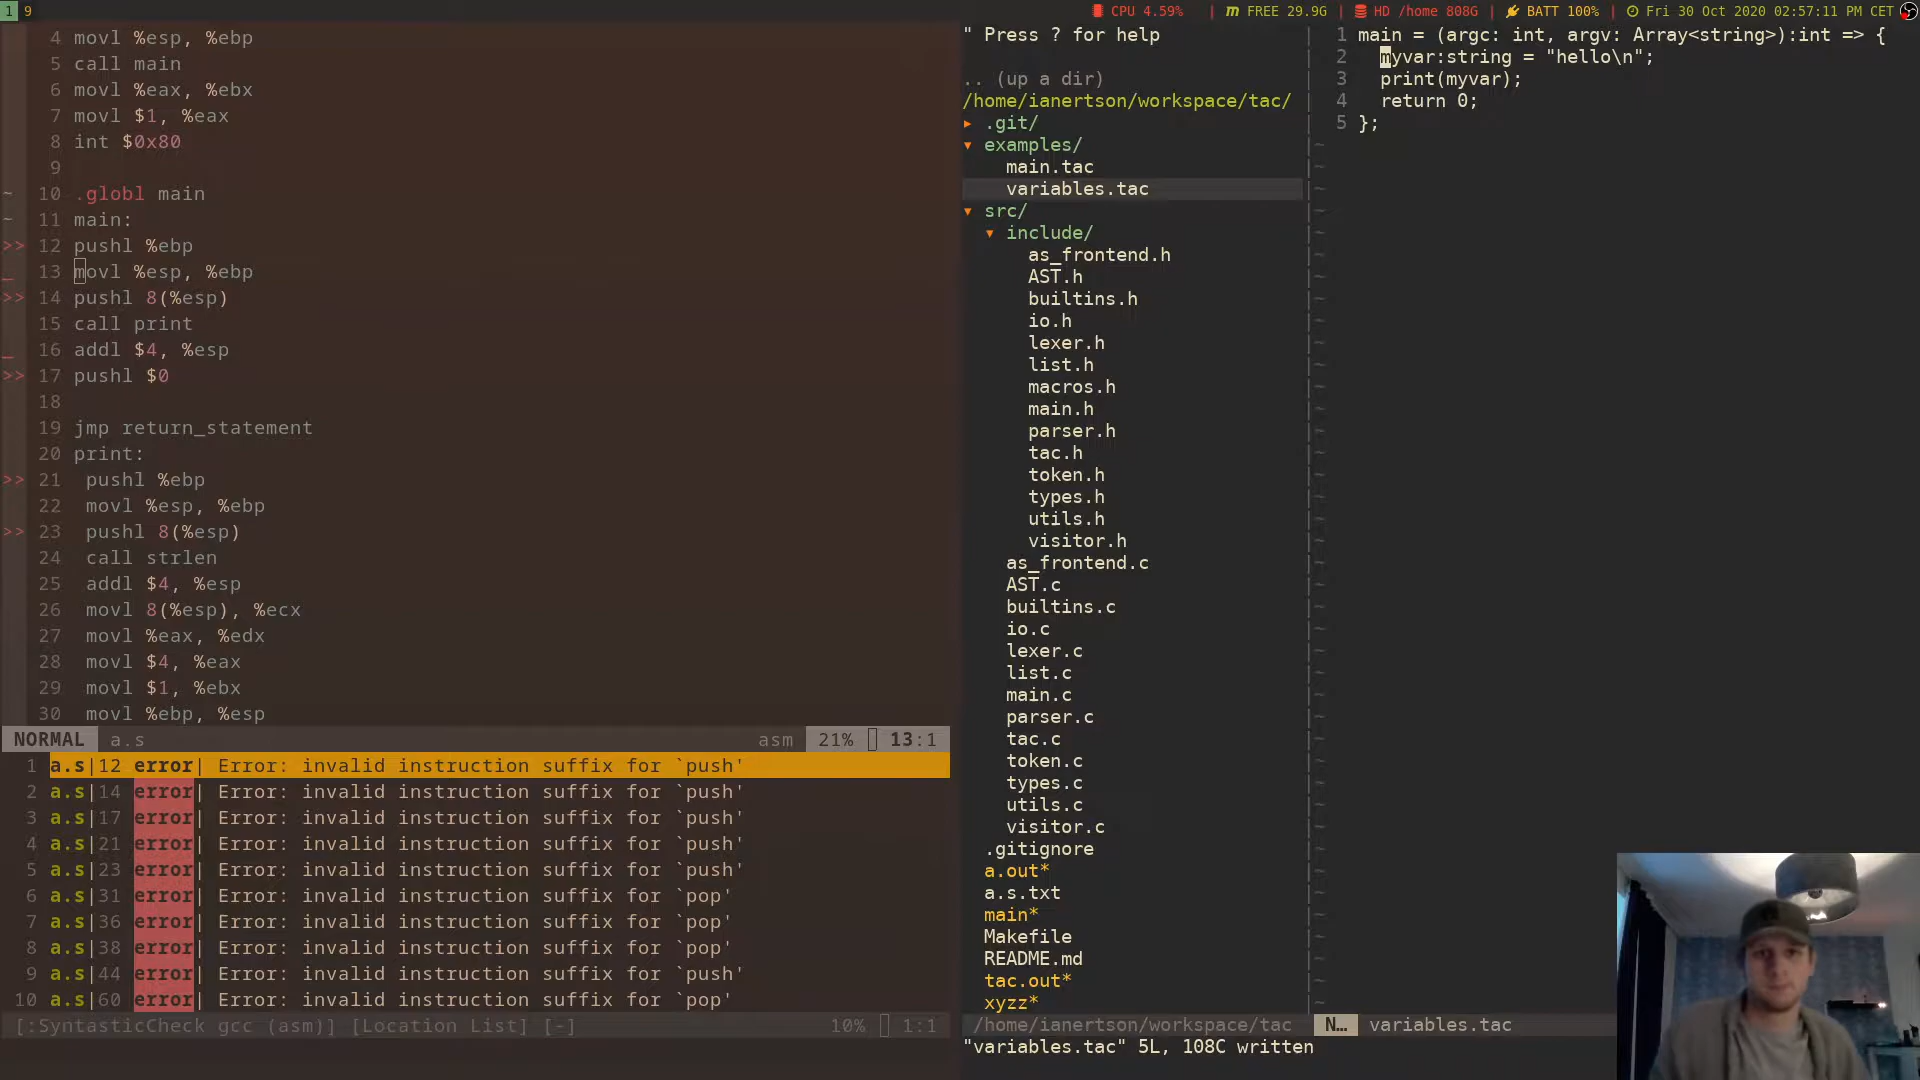 1 9
CPU 4.59% | m FREE 29.9G | HD /home 808G | BATT 100% | Fri 30 Oct 2020 02:57:11 PM CET
4 movl %esp, %ebp
5 call main
6 movl %eax, %ebx
7 movl $1, %eax
8 int $0x80
9
~ 10 .globl main
~ 11 main:
>> 12 pushl %ebp
_ 13 movl %esp, %ebp
>> 14 pushl 8(%esp)
15 call print
_ 16 addl $4, %esp
>> 17 pushl $0
18
19 jmp return_statement
20 print:
>> 21 pushl %ebp
22 movl %esp, %ebp
>> 23 pushl 8(%esp)
24 call strlen
25 addl $4, %esp
26 movl 8(%esp), %ecx
27 movl %eax, %edx
28 movl $4, %eax
29 movl $1, %ebx
30 movl %ebp, %esp
NORMAL a.s asm 21% 13:1
1 a.s|12 error| Error: invalid instruction suffix for `push'
2 a.s|14 error| Error: invalid instruction suffix for `push'
3 a.s|17 error| Error: invalid instruction suffix for `push'
4 a.s|21 error| Error: invalid instruction suffix for `push'
5 a.s|23 error| Error: invalid instruction suffix for `push'
6 a.s|31 error| Error: invalid instruction suffix for `pop'
7 a.s|36 error| Error: invalid instruction suffix for `pop'
8 a.s|38 error| Error: invalid instruction suffix for `pop'
9 a.s|44 error| Error: invalid instruction suffix for `push'
10 a.s|60 error| Error: invalid instruction suffix for `pop'
[:SyntasticCheck gcc (asm)] [Location List] [-] 10% 1:1
" Press ? for help
.. (up a dir)
/home/ianertson/workspace/tac/
▸ .git/
▾ examples/
main.tac
variables.tac
▾ src/
▾ include/
as_frontend.h
AST.h
builtins.h
io.h
lexer.h
list.h
macros.h
main.h
parser.h
tac.h
token.h
types.h
utils.h
visitor.h
as_frontend.c
AST.c
builtins.c
io.c
lexer.c
list.c
main.c
parser.c
tac.c
token.c
types.c
utils.c
visitor.c
.gitignore
a.out*
a.s.txt
main*
Makefile
README.md
tac.out*
xyzz*
/home/ianertson/workspace/tac
1 main = (argc: int, argv: Array<string>):int => {
2 myvar:string = "hello\n";
3 print(myvar);
4 return 0;
5 };
N… variables.tac
"variables.tac" 5L, 108C written